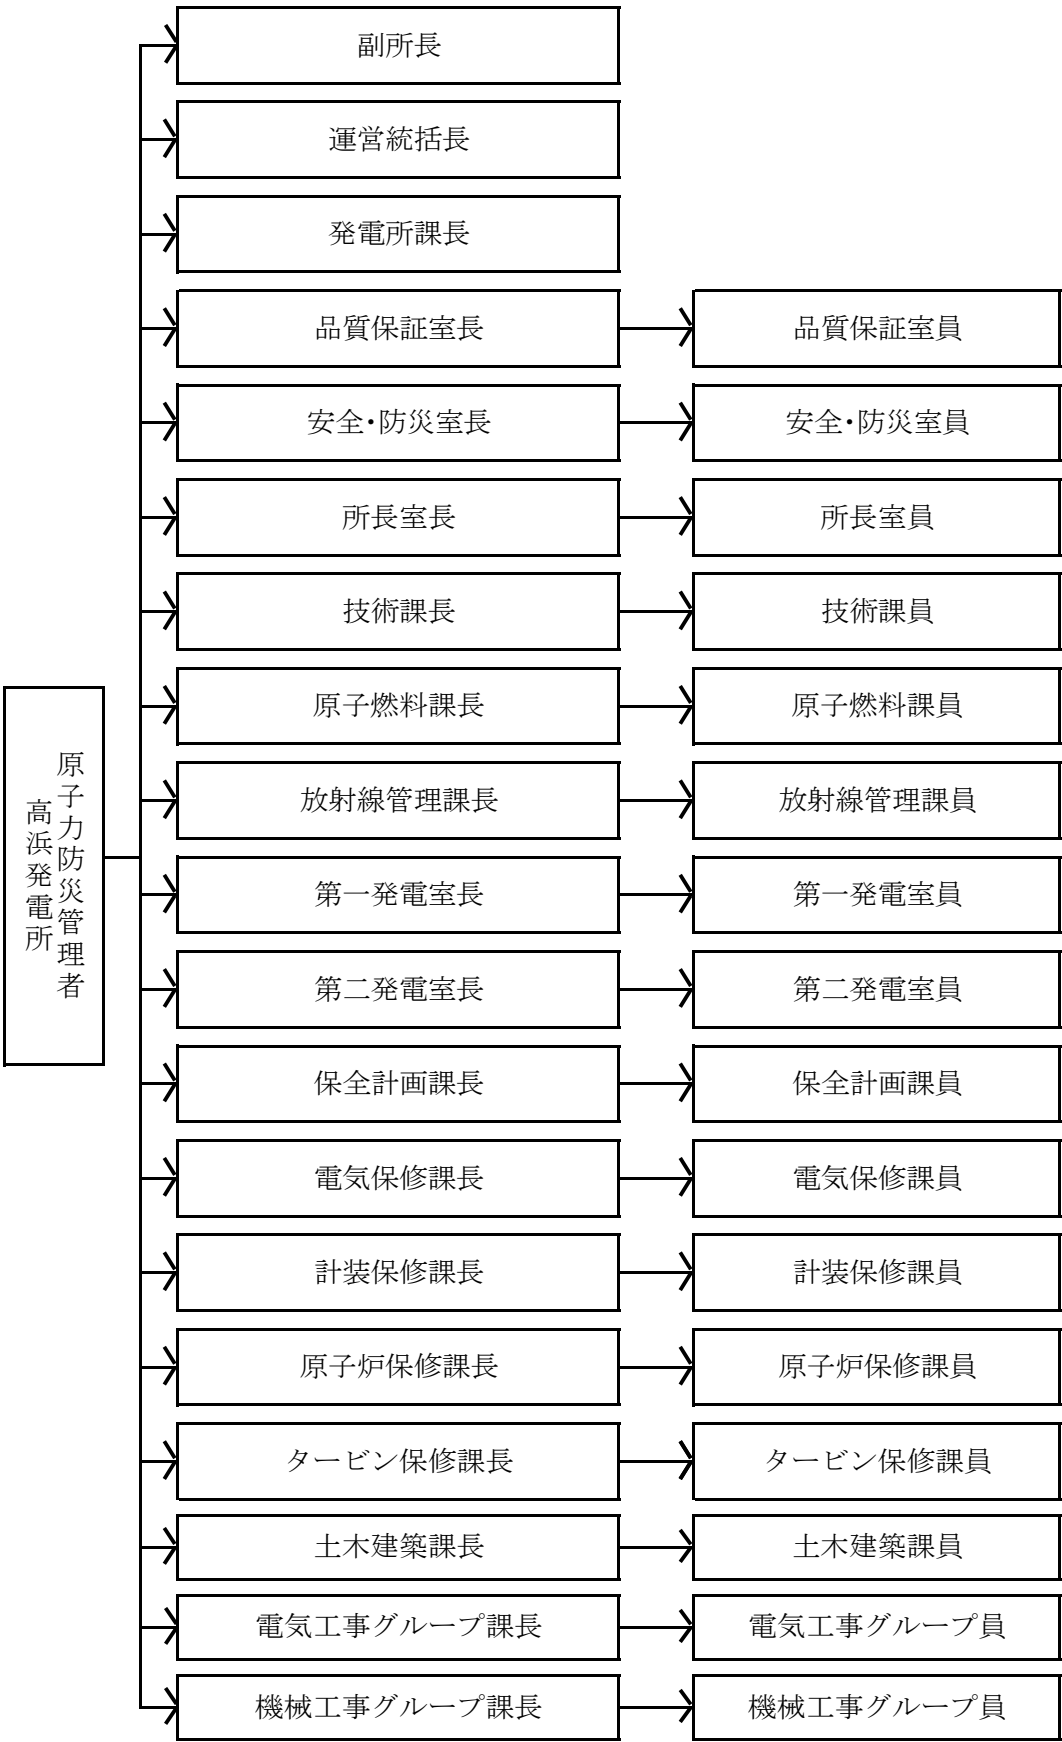 副所長
運営統括長
発電所課長
品質保証室長
品質保証室員
安全・防災室長
安全・防災室員
所長室長
所長室員
技術課長
技術課員
原子燃料課長
原子燃料課員
原子力防災管理者
高浜発電所
放射線管理課長
放射線管理課員
第一発電室長
第一発電室員
第二発電室長
第二発電室員
保全計画課長
保全計画課員
電気保修課長
電気保修課員
計装保修課長
計装保修課員
原子炉保修課長
原子炉保修課員
タービン保修課長
タービン保修課員
土木建築課長
土木建築課員
電気工事グループ課長
電気工事グループ員
機械工事グループ課長
機械工事グループ員